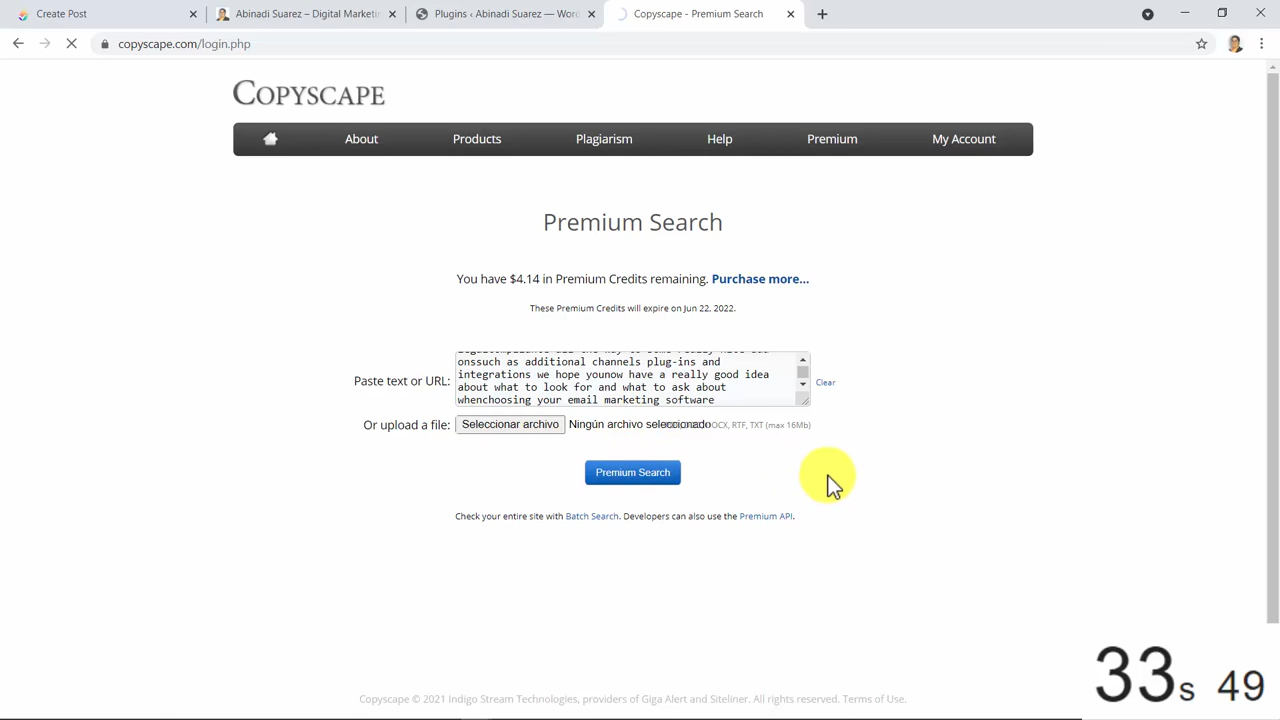 Create Post
Abinadi Suarez – Digital Marketin
Plugins ‹ Abinadi Suarez — Wor
Copyscape - Premium Search
copyscape.com/login.php
COPYSCAPE
About Products Plagiarism Help Premium My Account
Premium Search
You have $4.14 in Premium Credits remaining. Purchase more...
These Premium Credits will expire on Jun 22, 2022.
Paste text or URL:
onssuch as additional channels plug-ins and
integrations we hope younow have a really good idea
about what to look for and what to ask about
whenchoosing your email marketing software
Clear
Or upload a file: Seleccionar archivo Ningún archivo seleccionado OCX, RTF, TXT (max 16Mb)
Premium Search
Check your entire site with Batch Search. Developers can also use the Premium API.
33s 49
Copyscape © 2021 Indigo Stream Technologies, providers of Giga Alert and Siteliner. All rights reserved. Terms of Use.